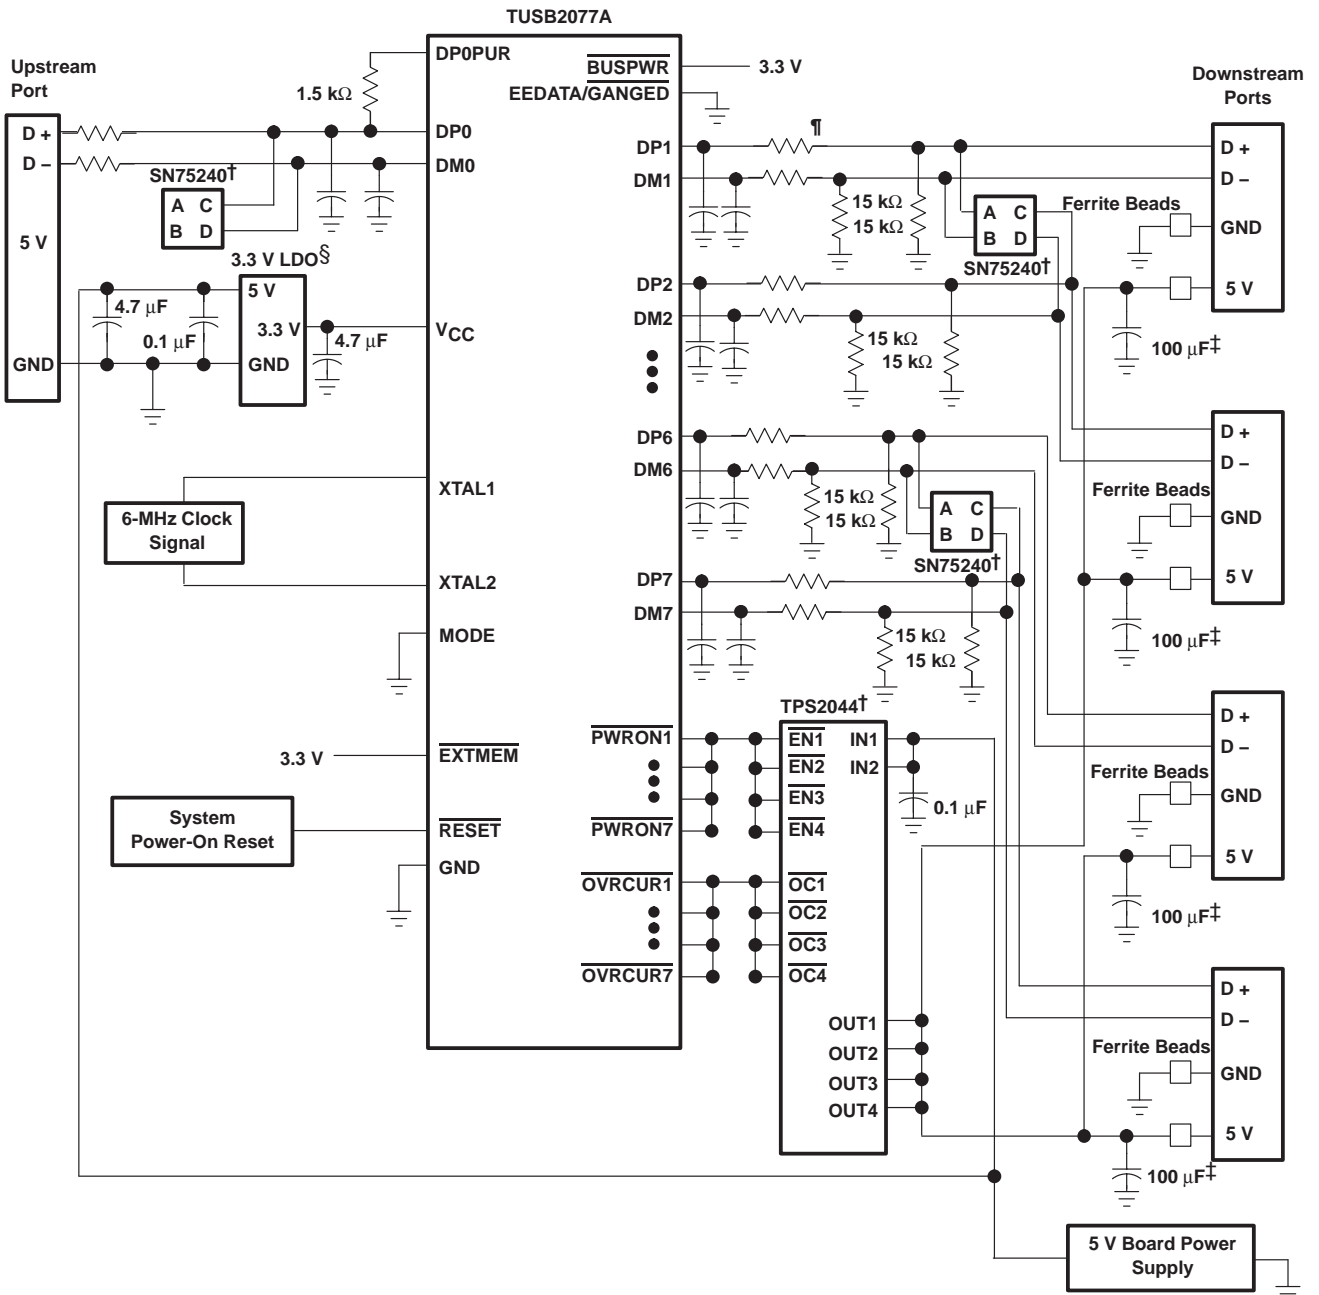 TUSB2077A
Upstream
Port
D +
D –
5 V
GND
1.5 kΩ
SN75240†
A C
B D
3.3 V LDO§
5 V
3.3 V
GND
4.7 μF
0.1 μF
4.7 μF
6-MHz Clock
Signal
3.3 V
System
Power-On Reset
DP0PUR
DP0
DM0
VCC
XTAL1
XTAL2
MODE
EXTMEM
RESET
GND
BUSPWR
3.3 V
EEDATA/GANGED
DP1
DM1
DP2
DM2
DP6
DM6
DP7
DM7
PWRON1
PWRON7
OVRCUR1
OVRCUR7
¶
15 kΩ
15 kΩ
A C
B D
SN75240†
15 kΩ
15 kΩ
15 kΩ
15 kΩ
A C
B D
SN75240†
15 kΩ
15 kΩ
TPS2044†
EN1
EN2
EN3
EN4
OC1
OC2
OC3
OC4
IN1
IN2
OUT1
OUT2
OUT3
OUT4
0.1 μF
Downstream
Ports
D +
D –
Ferrite Beads
GND
5 V
100 μF‡
D +
D –
Ferrite Beads
GND
5 V
100 μF‡
D +
D –
Ferrite Beads
GND
5 V
100 μF‡
D +
D –
Ferrite Beads
GND
5 V
100 μF‡
5 V Board Power
Supply